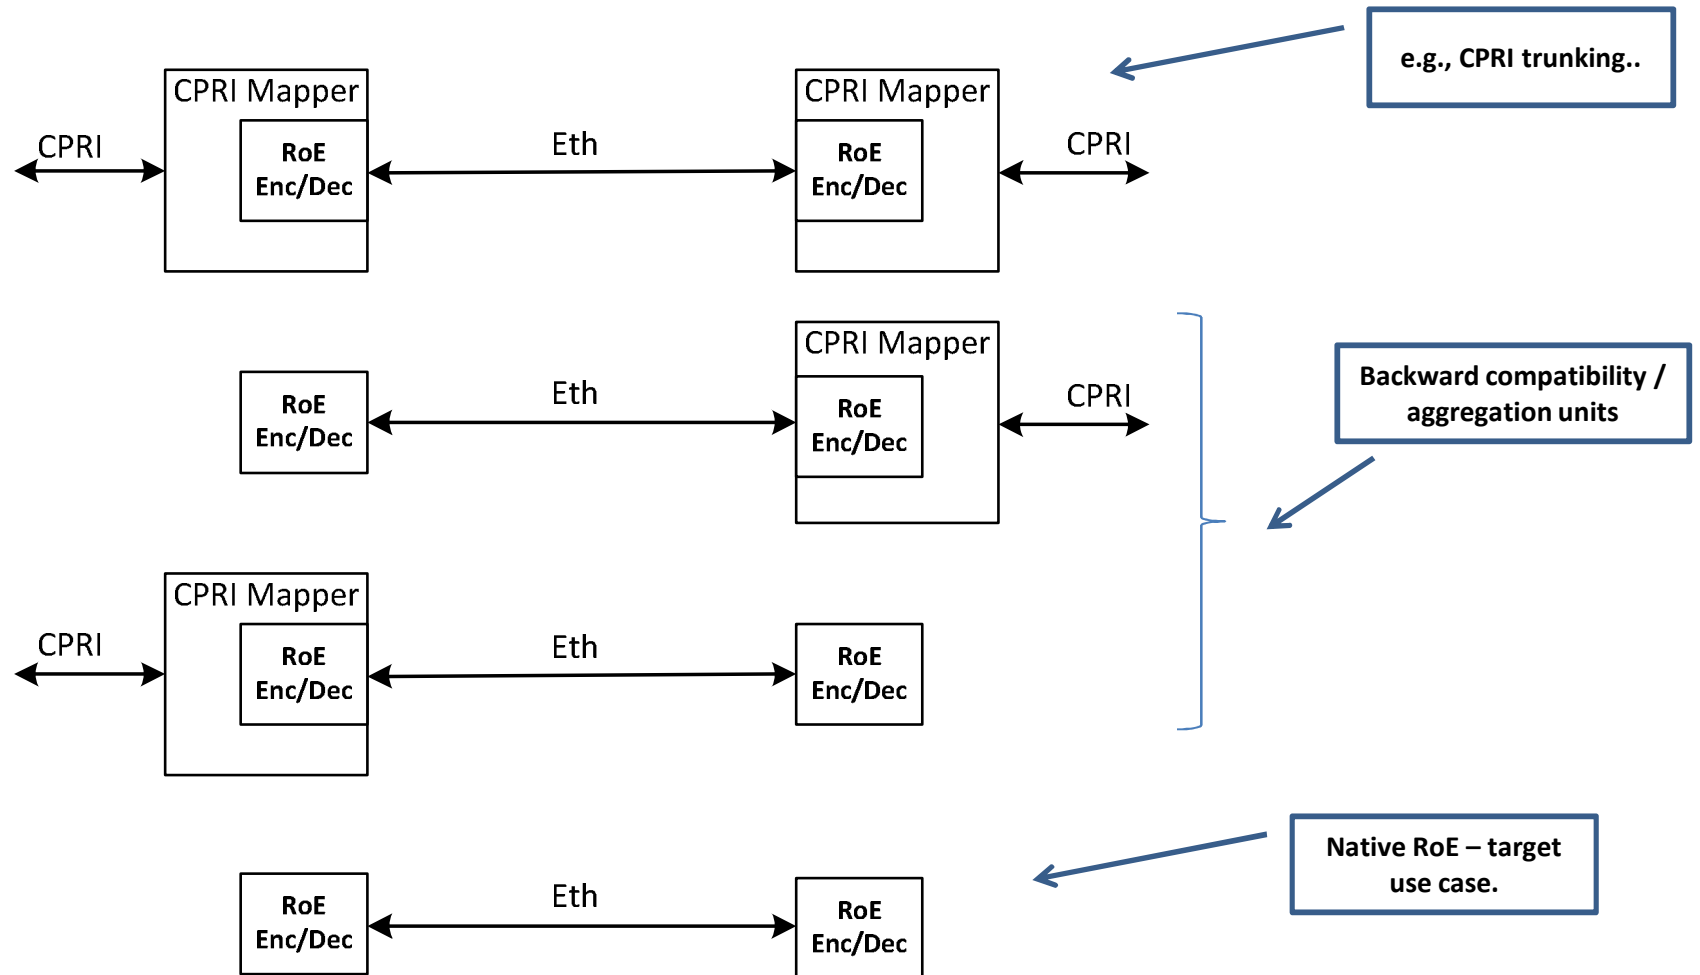 e.g., CPRI trunking..
CPRI Mapper
CPRI Mapper
CPRI
RoE
Enc/Dec
Eth
RoE
Enc/Dec
CPRI
CPRI Mapper
RoE
Enc/Dec
Eth
RoE
Enc/Dec
CPRI
Backward compatibility /
aggregation units
CPRI Mapper
CPRI
RoE
Enc/Dec
Eth
RoE
Enc/Dec
Native RoE – target
use case.
RoE
Enc/Dec
Eth
RoE
Enc/Dec